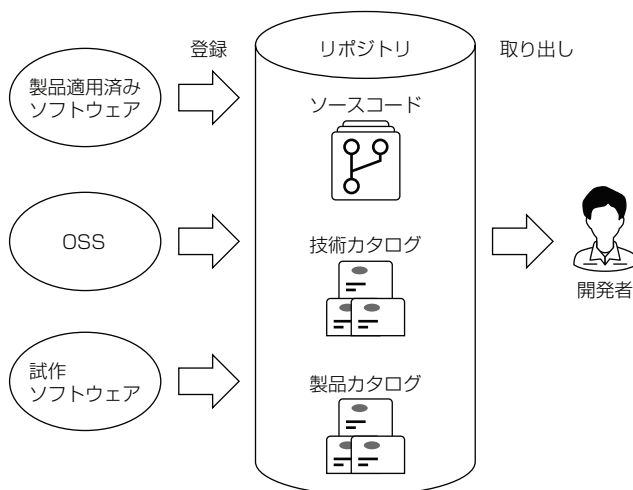 登録
リポジトリ
取り出し
製品適用済み
ソフトウェア
ソースコード
OSS
技術カタログ
開発者
試作
ソフトウェア
製品カタログ